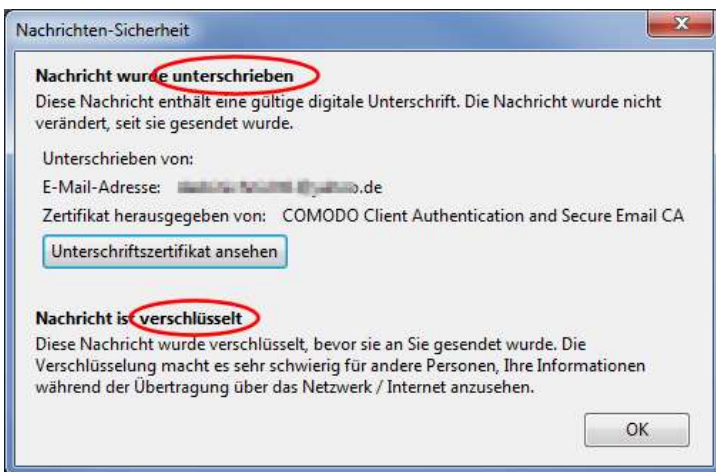 Nachrichten-Sicherheit
Nachricht wurde unterschrieben
Diese Nachricht enthält eine gültige digitale Unterschrift. Die Nachricht wurde nicht
verändert, seit sie gesendet wurde.
Unterschrieben von:
E-Mail-Adresse: .de
Zertifikat herausgegeben von: COMODO Client Authentication and Secure Email CA
Unterschriftszertifikat ansehen
Nachricht ist verschlüsselt
Diese Nachricht wurde verschlüsselt, bevor sie an Sie gesendet wurde. Die
Verschlüsselung macht es sehr schwierig für andere Personen, Ihre Informationen
während der Übertragung über das Netzwerk / Internet anzusehen.
OK